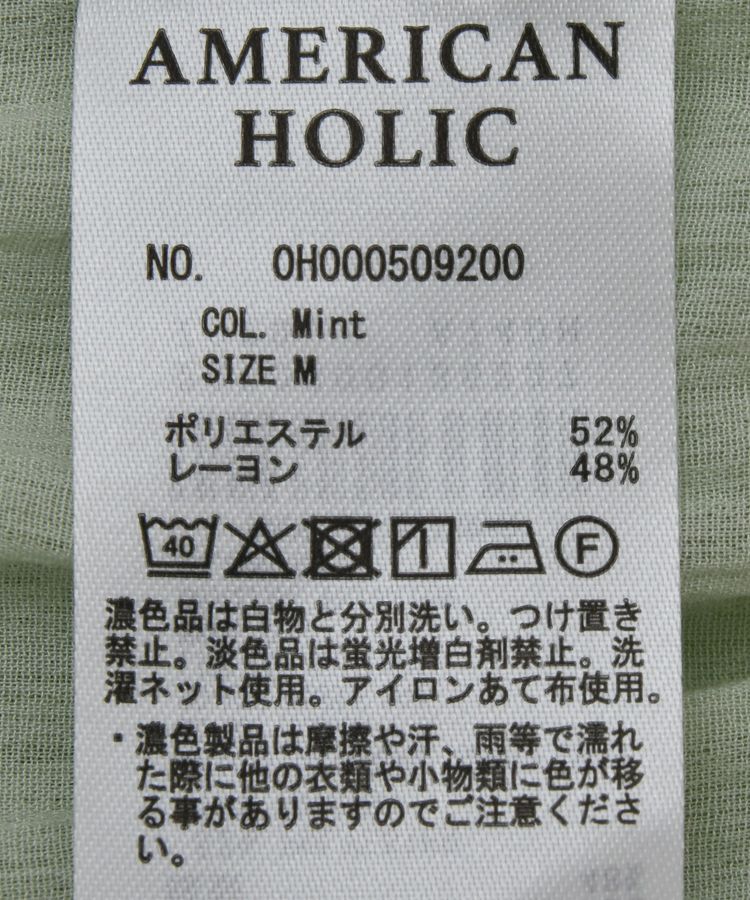 AMERICAN
HOLIC
NO. 0H000509200
COL. Mint
SIZE M
ポリエステル 52%
レーヨン 48%
40 F
濃色品は白物と分別洗い。つけ置き
禁止。淡色品は蛍光増白剤禁止。洗
濯ネット使用。アイロンあて布使用。
・濃色製品は摩擦や汗、雨等で濡れ
た際に他の衣類や小物類に色が移
る事がありますのでご注意くださ
い。